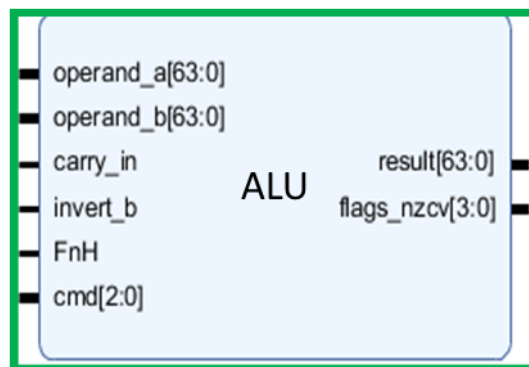 operand_a[63:0]
operand_b[63:0]
carry_in
result[63:0]
ALU
invert_b
flags_nzcv[3:0]
FnH
cmd[2:0]